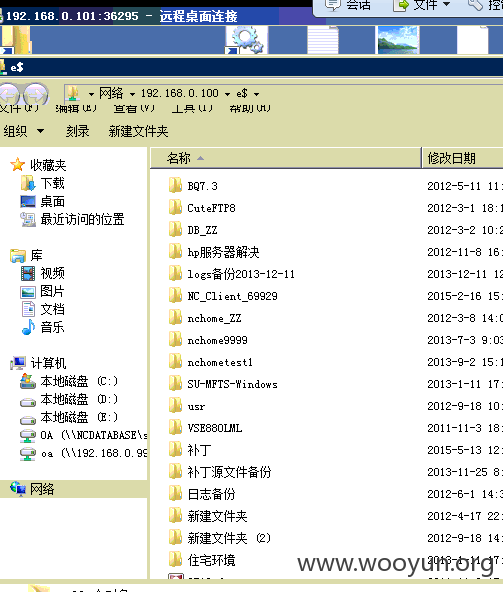 会话 文件 控
192.168.0.101:36295 - 远程桌面连接
e$
网络 192.168.0.100 e$
文件(F) 编辑(E) 查看(V) 工具(T) 帮助(H)
组织 刻录 新建文件夹
名称 修改日期
收藏夹
下载
桌面
最近访问的位置
库
视频
图片
文档
音乐
计算机
本地磁盘 (C:)
本地磁盘 (D:)
本地磁盘 (E:)
OA (\\NCDATABASE\s
oa (\\192.168.0.99
网络
BQ7.3 2012-5-11 11:
CuteFTP8 2012-3-1 18:1
DB_ZZ 2012-3-2 10:2
hp服务器解决 2012-11-8 16:
logs备份2013-12-11 2013-12-11 12
NC_Client_69929 2015-2-16 15:
nchome_ZZ 2012-3-8 14:0
nchome9999 2013-7-3 9:03
nchometest1 2013-9-2 15:1
SU-MFTS-Windows 2013-1-11 17:
usr 2012-9-18 10:
VSE880LML 2011-11-3 18:
补丁 2015-5-13 12:
补丁源文件备份 2013-11-25 8:
日志备份 2012-6-1 14:3
新建文件夹 2012-4-17 22:
新建文件夹 (2) 2012-9-18 14:
住宅环境 2013-1-11 17:
www.wooyun.org